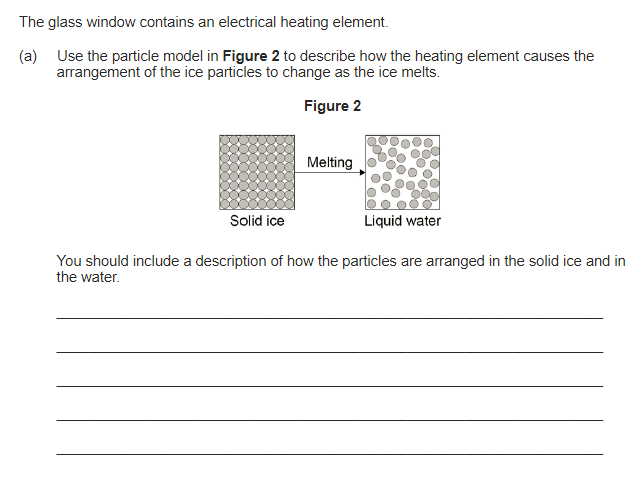 The glass window contains an electrical heating element.
(a) Use the particle model in Figure 2 to describe how the heating element causes the
arrangement of the ice particles to change as the ice melts.
Figure 2
Melting
Solid ice
Liquid water
You should include a description of how the particles are arranged in the solid ice and in
the water.